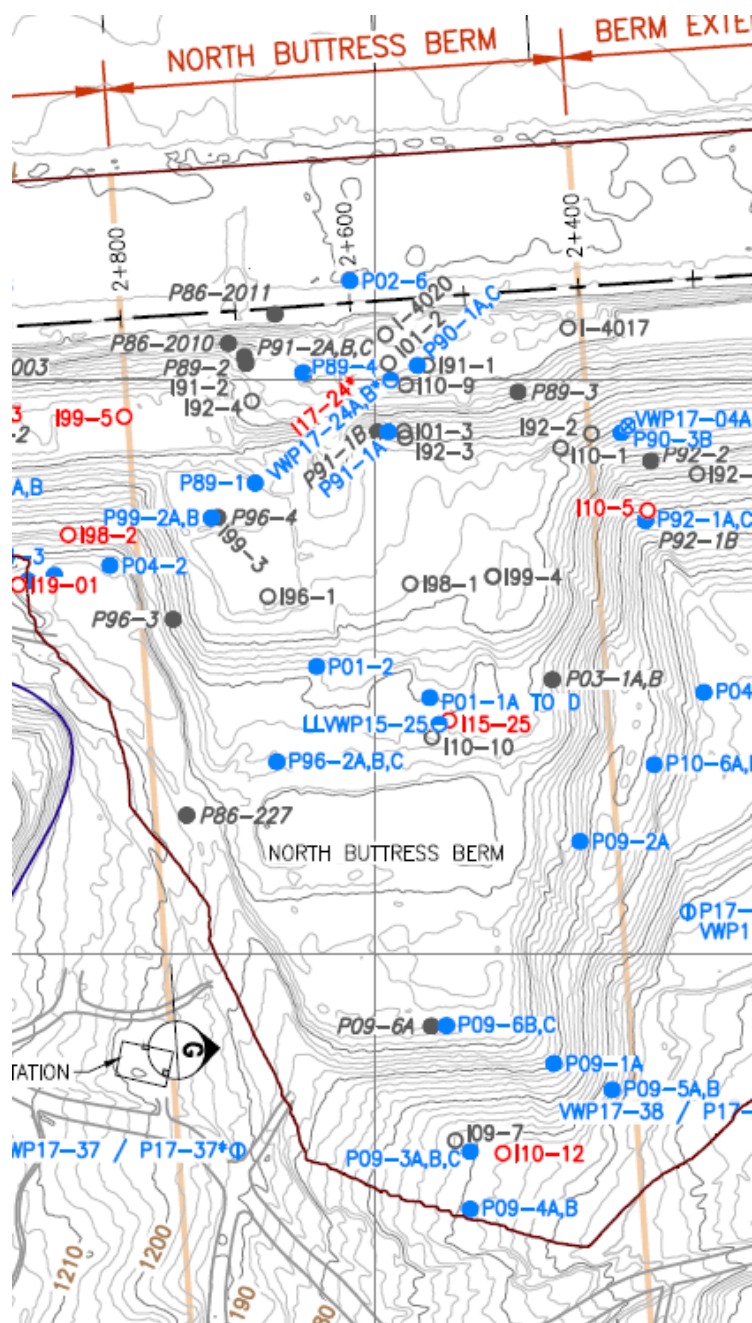 NORTH BUTTRESS BERM
BERM EXTE
2+800
2+600
2+400
P02-6
P86-2011
I-4020
P90-1A,C
I-4017
P86-2010
P91-2A,B,C
I01-2
003
P89-2
P89-4
I91-1
I91-2
I17-24*
I10-9
P89-3
I92-4
VWP17-24A,B*
3
I99-5
VWP17-04A
-2
P91-1B
I01-3
I92-2
P90-3B
P91-1A
I92-3
I10-1
P92-2
I92-
A,B
P89-1
P99-2A,B
P96-4
I10-5
P92-1A,C
I98-2
I99-3
P92-1B
-3
P04-2
I19-01
I96-1
I98-1
I99-4
P96-3
P01-2
P03-1A,B
P01-1A TO D
P04
LLVWP15-25
I15-25
I10-10
P96-2A,B,C
P10-6A,
P86-227
P09-2A
NORTH BUTTRESS BERM
P17-
VWP1
P09-6A
P09-6B,C
G
TATION
P09-1A
P09-5A,B
VWP17-38 / P17-
WP17-37 / P17-37*
I09-7
P09-3A,B,C
I10-12
P09-4A,B
1210
1200
190
80